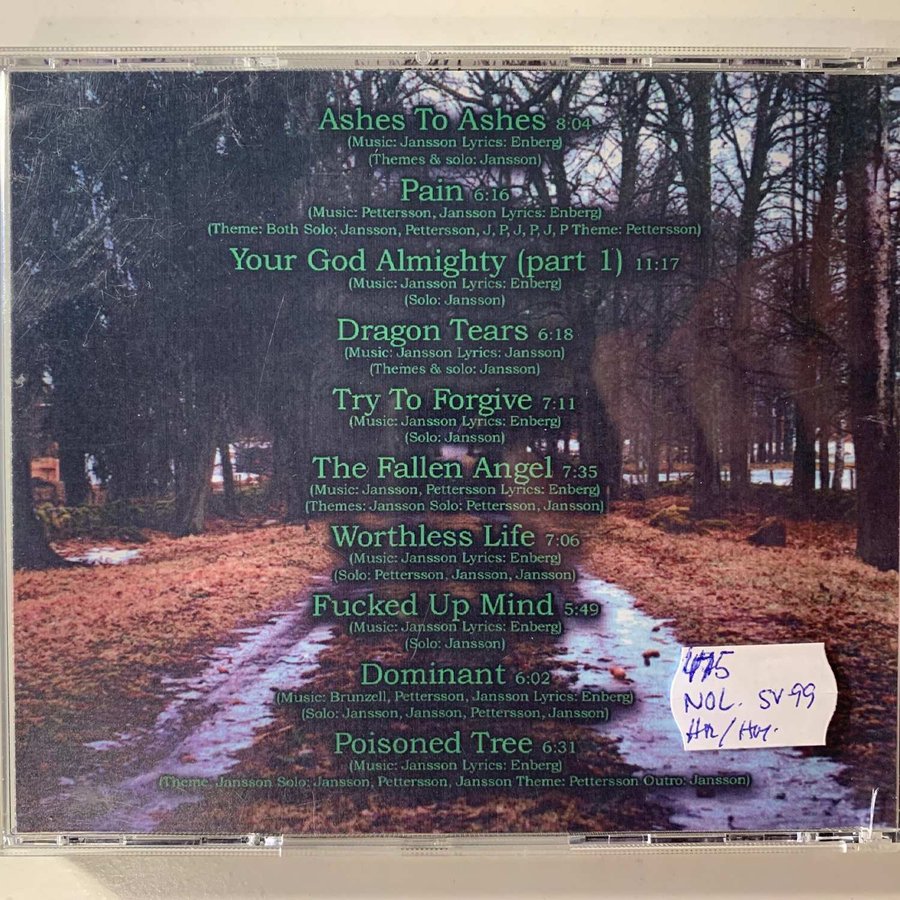 Ashes To Ashes 8:04
(Music: Jansson Lyrics: Enberg)
(Themes & solo: Jansson)
Pain 6:16
(Music: Pettersson, Jansson Lyrics: Enberg)
(Theme: Both Solo: Jansson, Pettersson, J, P, J, P, J, P Theme: Pettersson)
Your God Almighty (part 1) 11:17
(Music: Jansson Lyrics: Enberg)
(Solo: Jansson)
Dragon Tears 6:18
(Music: Jansson Lyrics: Jansson)
(Themes & solo: Jansson)
Try To Forgive 7:11
(Music: Jansson Lyrics: Enberg)
(Solo: Jansson)
The Fallen Angel 7:35
(Music: Jansson, Pettersson Lyrics: Enberg)
(Themes: Jansson Solo: Pettersson, Jansson)
Worthless Life 7:06
(Music: Jansson Lyrics: Enberg)
(Solo: Pettersson, Jansson, Jansson)
Fucked Up Mind 5:49
(Music: Jansson Lyrics: Enberg)
(Solo: Jansson)
Dominant 6:02
(Music: Brunzell, Pettersson, Jansson Lyrics: Enberg)
(Solo: Jansson, Jansson, Pettersson, Jansson)
Poisoned Tree 6:31
(Music: Jansson Lyrics: Enberg)
(Theme: Jansson Solo: Jansson, Pettersson, Jansson Theme: Pettersson Outro: Jansson)
NOL. SV-99